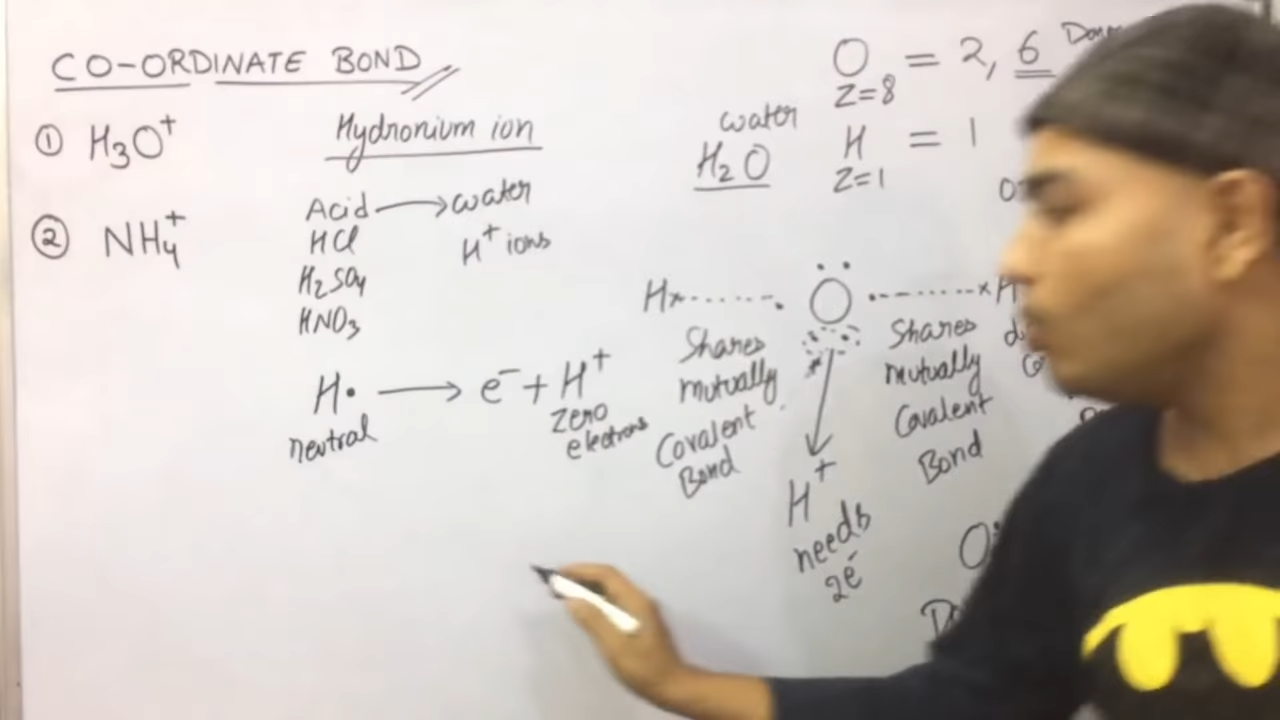 CO-ORDINATE BOND
① H₃O⁺
② NH₄⁺
Hydronium ion
Acid → water
HCl
H⁺ ions
H₂SO₄
HNO₃
H• → e⁻ + H⁺
neutral
zero
electrons
water
H₂O
O = 2, 6
Z=8
H = 1
Z=1
H× O × H
Shares
mutually
Covalent
Bond
Shares
mutually
Covalent
Bond
H⁺
needs
2e⁻